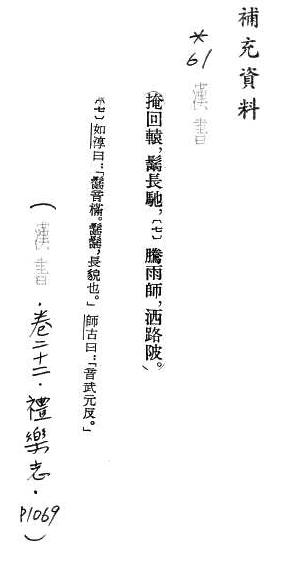 補充資料
*61 漢書
(掩回轅,鬗長馳,〔七〕騰雨師,洒路陂。)
〔七〕如淳曰:「鬗音構。鬗鬗,長貌也。」師古曰:「音武元反。」
(漢書.卷二十二.禮樂志.P1069)